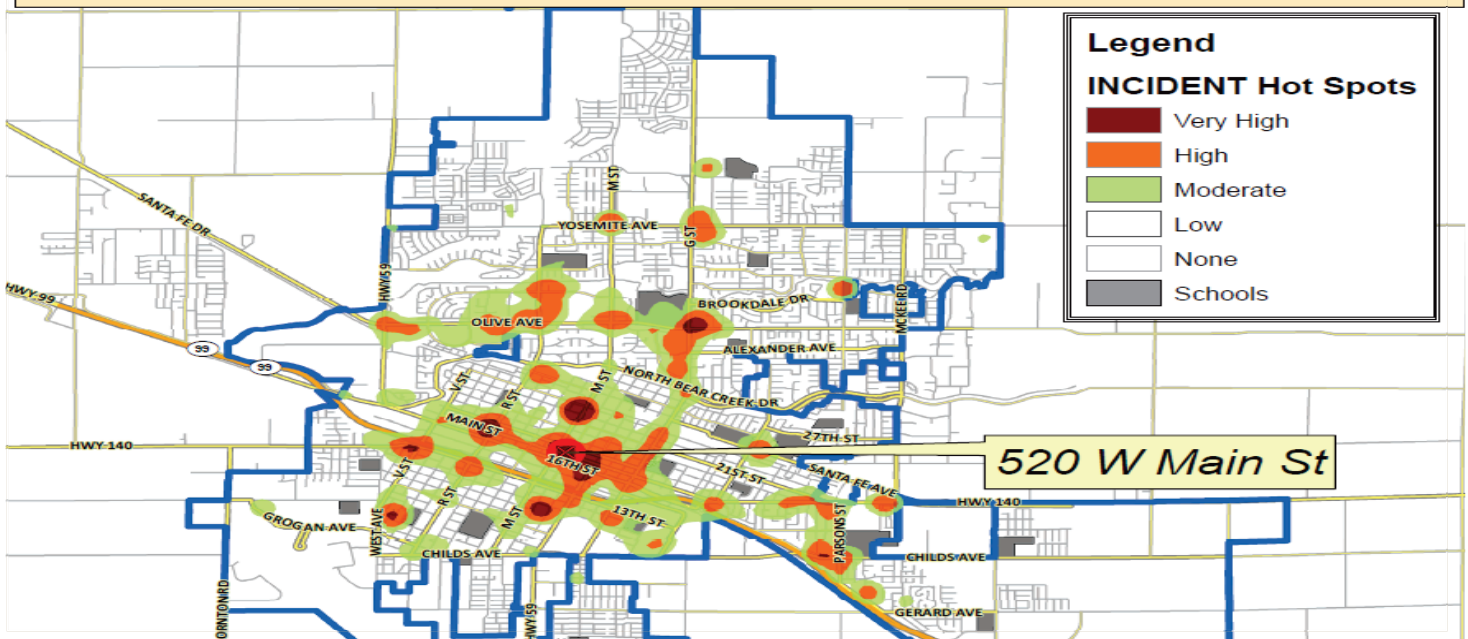 Legend
INCIDENT Hot Spots
Very High
High
Moderate
Low
None
Schools
M ST
SANTA FE DR
YOSEMITE AVE
G ST
HWY 59
HWY 99
BROOKDALE DR
MCKEE RD
OLIVE AVE
99
ALEXANDER AVE
99
NORTH BEAR CREEK DR
V ST
R ST
M ST
MAIN ST
27TH ST
HWY 140
520 W Main St
16TH ST
21ST ST
SANTA FE AVE
V ST
R ST
HWY 140
M ST
13TH ST
GROGAN AVE
WEST AVE
PARSONS ST
CHILDS AVE
CHILDS AVE
ORNTON RD
HWY 59
GERARD AVE